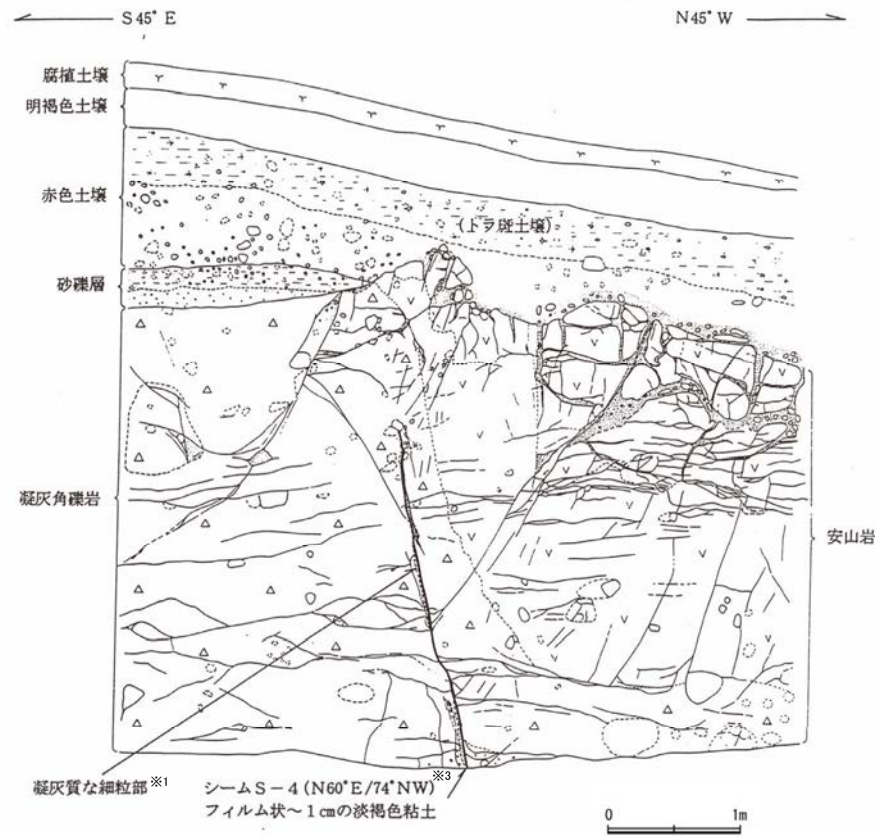 S45°E
N45°W
腐植土壌
明褐色土壌
赤色土壌
(トラ斑土壌)
砂礫層
凝灰角礫岩
安山岩
凝灰質な細粒部※1
シームS-4(N60°E/74°NW)※3
フィルム状~1㎝の淡褐色粘土
0 1m